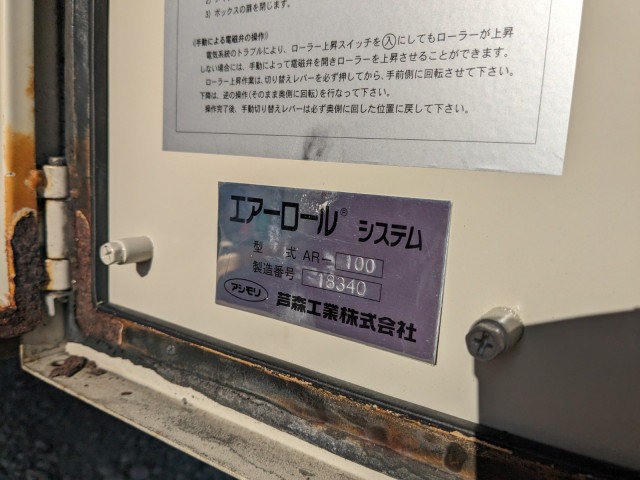 3) ボックスの扉を閉じます。
((手動による電磁弁の操作))
電気系統のトラブルにより、ローラー上昇スイッチを入にしてもローラーが上昇
しない場合には、手動によって電磁弁を開きローラーを上昇させることができます。
ローラー上昇作業は、切り替えレバーを必ず押してから、手前側に回転させて下さい。
下降は、逆の操作(そのまま奥側に回転)を行なって下さい。
操作完了後、手動切り替えレバーは必ず奥側に回した位置に戻して下さい。
エアーロール® システム
型式 AR-100
製造番号 18340
アシモリ 芦森工業株式会社